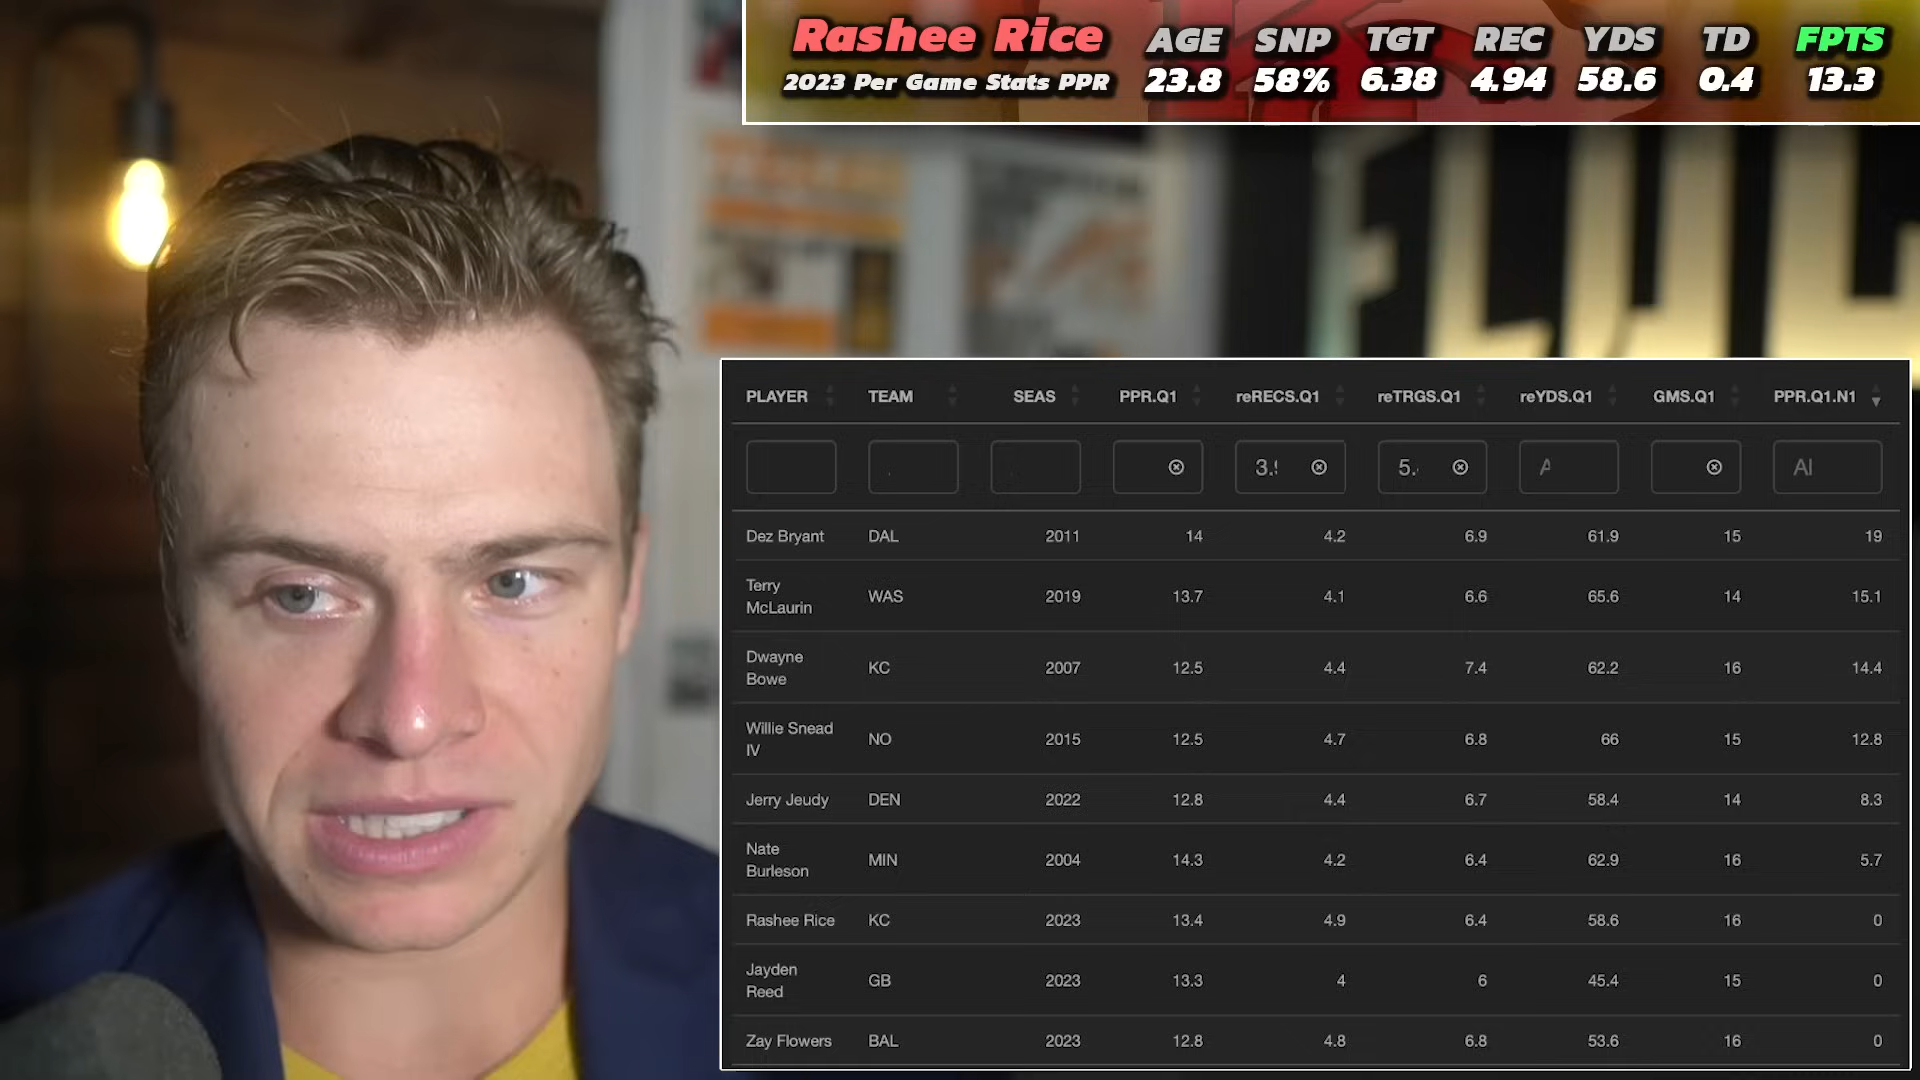 Rashee Rice AGE SNP TGT REC YDS TD FPTS
2023 Per Game Stats PPR 23.8 58% 6.38 4.94 58.6 0.4 13.3
PLAYER TEAM SEAS PPR.Q1 reRECS.Q1 reTRGS.Q1 reYDS.Q1 GMS.Q1 PPR.Q1.N1
Dez Bryant DAL 2011 14 4.2 6.9 61.9 15 19
Terry McLaurin WAS 2019 13.7 4.1 6.6 65.6 14 15.1
Dwayne Bowe KC 2007 12.5 4.4 7.4 62.2 16 14.4
Willie Snead IV NO 2015 12.5 4.7 6.8 66 15 12.8
Jerry Jeudy DEN 2022 12.8 4.4 6.7 58.4 14 8.3
Nate Burleson MIN 2004 14.3 4.2 6.4 62.9 16 5.7
Rashee Rice KC 2023 13.4 4.9 6.4 58.6 16 0
Jayden Reed GB 2023 13.3 4 6 45.4 15 0
Zay Flowers BAL 2023 12.8 4.8 6.8 53.6 16 0